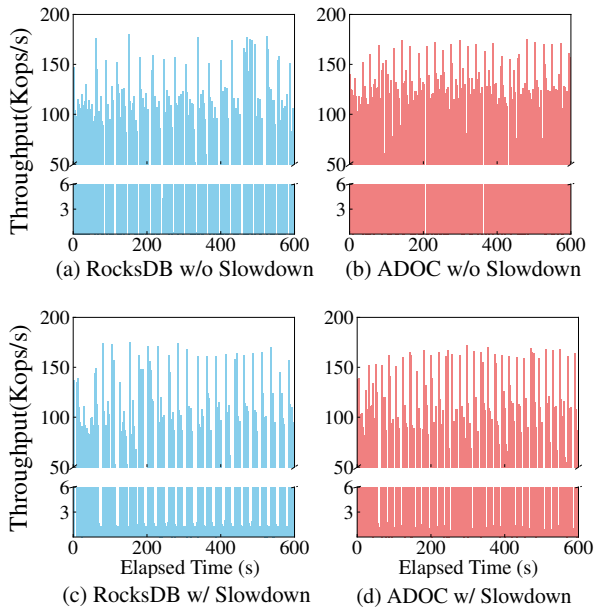 200
150
100
50
6
3
0 200 400 600
Throughput(Kops/s)
(a) RocksDB w/o Slowdown
200
150
100
50
6
3
0 200 400 600
(b) ADOC w/o Slowdown
200
150
100
50
6
3
0 200 400 600
Throughput(Kops/s)
Elapsed Time (s)
(c) RocksDB w/ Slowdown
200
150
100
50
6
3
0 200 400 600
Elapsed Time (s)
(d) ADOC w/ Slowdown